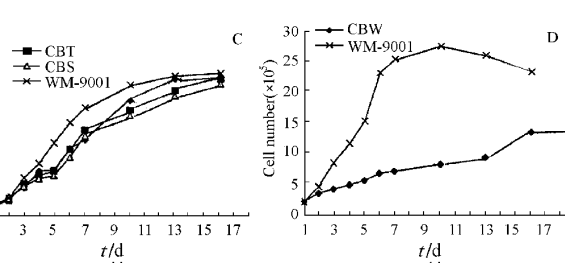 C
CBT
CBS
WM-9001
3 5 7 9 11 13 15 17
t/d
D
CBW
WM-9001
Cell number(×10⁵)
30
25
20
15
10
5
0
1 3 5 7 9 11 13 15 17
t/d